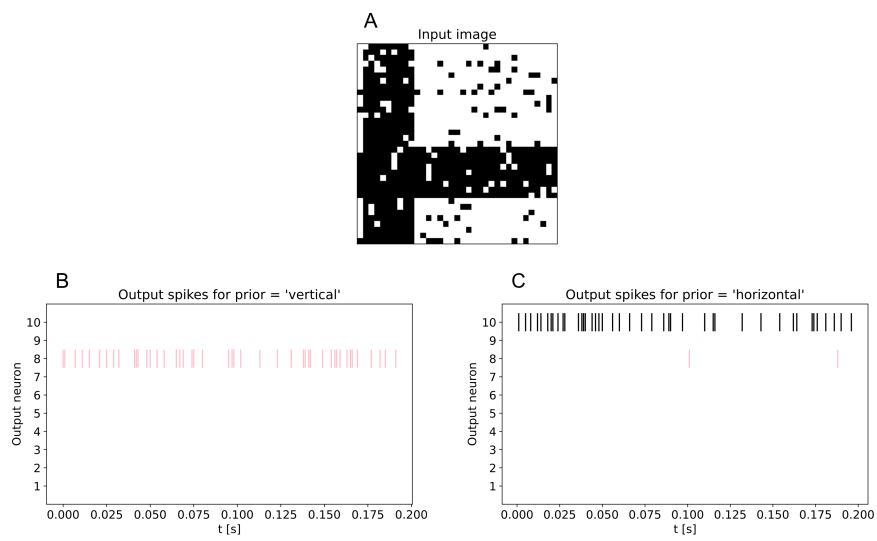 A
Input image
B
Output spikes for prior = 'vertical'
10
9
8
7
6
5
4
3
2
1
Output neuron
0.000 0.025 0.050 0.075 0.100 0.125 0.150 0.175 0.200
t [s]
C
Output spikes for prior = 'horizontal'
10
9
8
7
6
5
4
3
2
1
Output neuron
0.000 0.025 0.050 0.075 0.100 0.125 0.150 0.175 0.200
t [s]